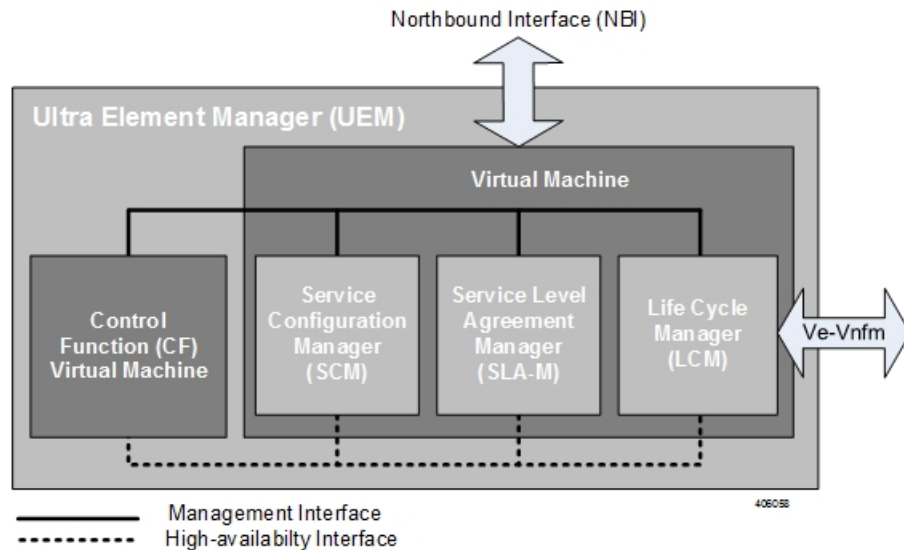 Northbound Interface (NBI)
Ultra Element Manager (UEM)
Virtual Machine
Control
Function (CF)
Virtual Machine
Service
Configuration
Manager
(SCM)
Service Level
Agreement
Manager
(SLA-M)
Life Cycle
Manager
(LCM)
Ve-Vnfm
406058
Management Interface
High-availabilty Interface